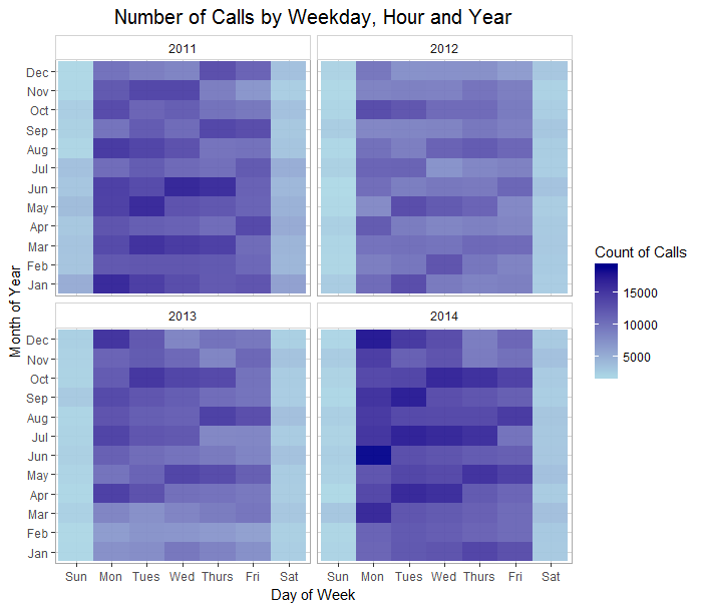 Number of Calls by Weekday, Hour and Year
2011
2012
Dec
Nov
Oct
Sep
Aug
Jul
Jun
May
Apr
Mar
Feb
Jan
2013
2014
Dec
Nov
Oct
Sep
Aug
Jul
Jun
May
Apr
Mar
Feb
Jan
Month of Year
Sun Mon Tues Wed Thurs Fri Sat
Sun Mon Tues Wed Thurs Fri Sat
Day of Week
Count of Calls
15000
10000
5000